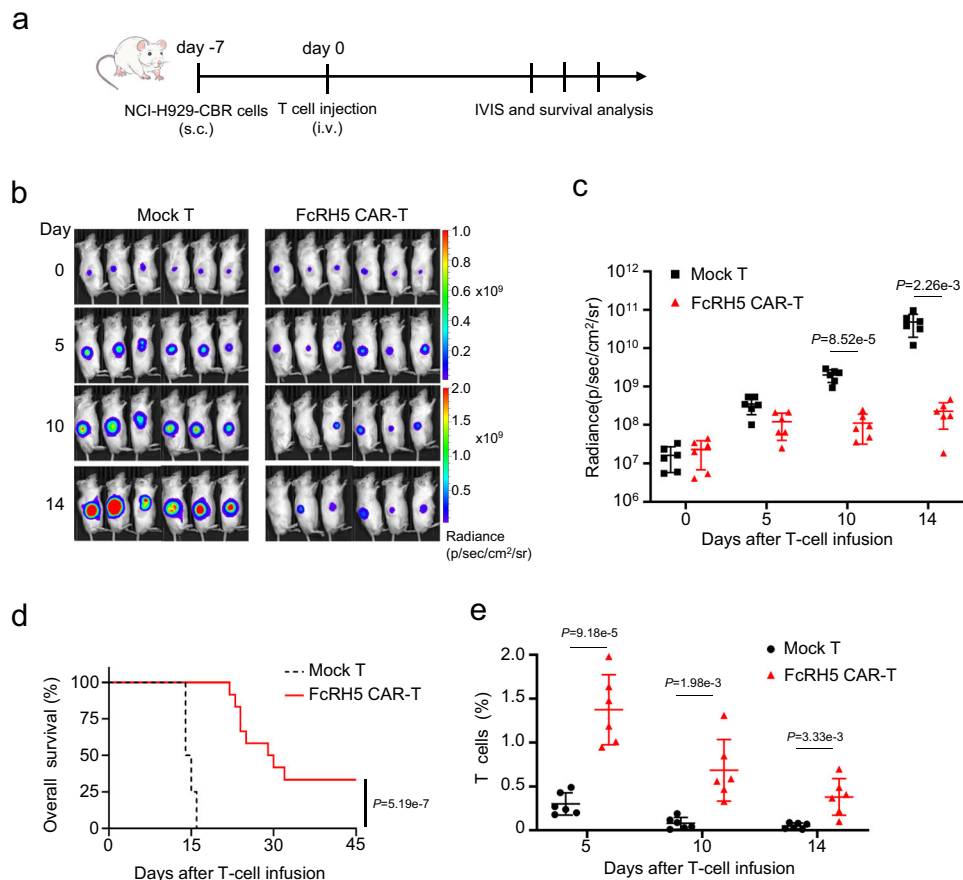 a
day -7
day 0
NCI-H929-CBR cells
(s.c.)
T cell injection
(i.v.)
IVIS and survival analysis
b
Mock T
FcRH5 CAR-T
Day
0
5
10
14
1.0
0.6
x10⁹
0.4
0.2
2.0
1.5
x10⁹
1.0
0.5
Radiance
(p/sec/cm²/sr)
c
Radiance(p/sec/cm²/sr)
10¹²
10¹¹
10¹⁰
10⁹
10⁸
10⁷
10⁶
Mock T
FcRH5 CAR-T
P=8.52e-5
P=2.26e-3
0
5
10
14
Days after T-cell infusion
d
Overall survival (%)
100
75
50
25
0
Mock T
FcRH5 CAR-T
P=5.19e-7
0
15
30
45
Days after T-cell infusion
e
T cells (%)
2.0
1.5
1.0
0.5
0
P=9.18e-5
P=1.98e-3
P=3.33e-3
Mock T
FcRH5 CAR-T
5
10
14
Days after T-cell infusion